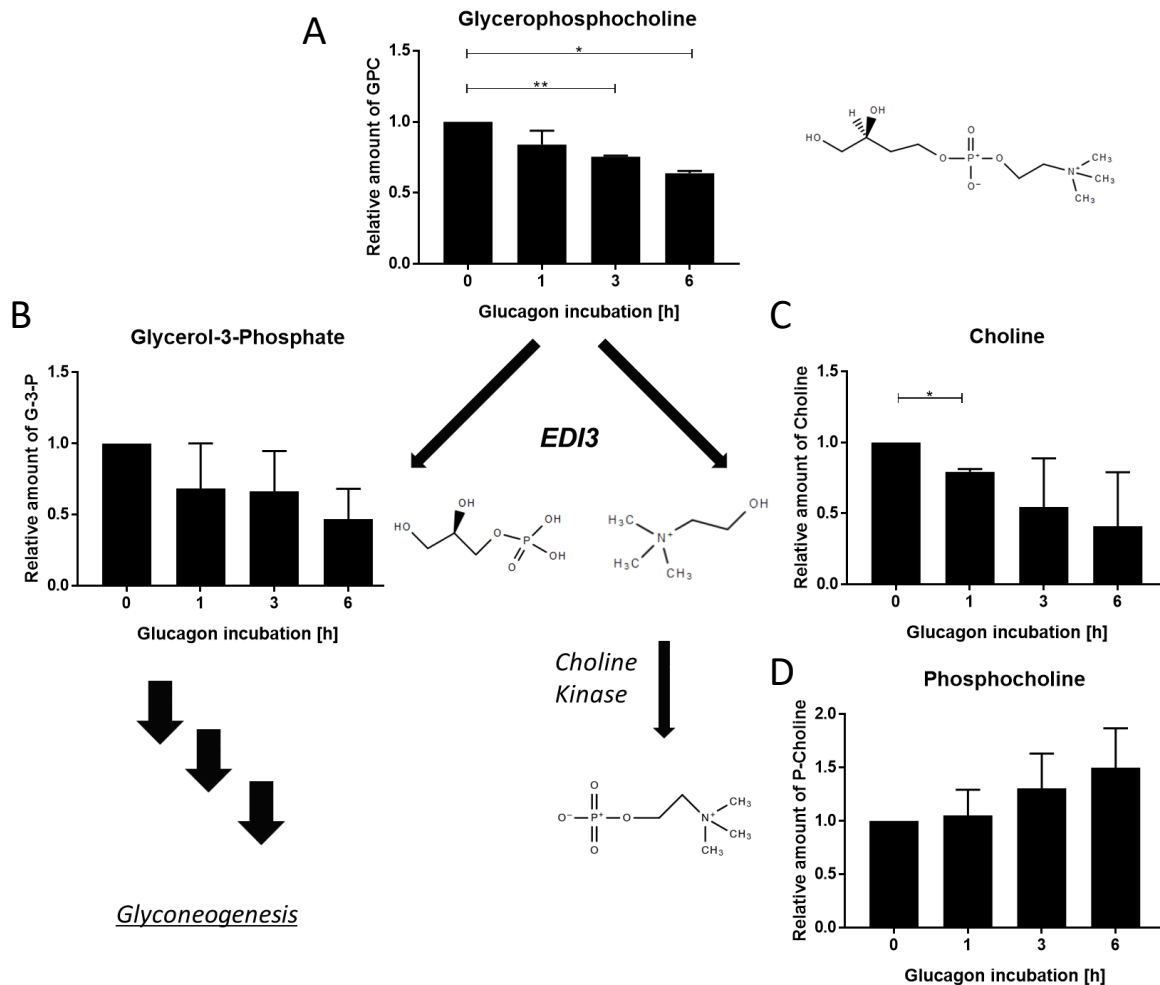 A
Glycerophosphocholine
Relative amount of GPC
1.5
1.0
0.5
0.0
*
**
0 1 3 6
Glucagon incubation [h]
HO
H
OH
O
O
P+
O
O−
N+
CH3
CH3
CH3
B
Glycerol-3-Phosphate
Relative amount of G-3-P
1.5
1.0
0.5
0.0
0 1 3 6
Glucagon incubation [h]
EDI3
HO
OH
O
P
OH
OH
O
H3C
N+
H3C
CH3
OH
C
Choline
Relative amount of Choline
1.5
1.0
0.5
0.0
*
0 1 3 6
Glucagon incubation [h]
Choline
Kinase
O−
P+
O
O
O
N+
CH3
CH3
CH3
D
Phosphocholine
Relative amount of P-Choline
2.0
1.5
1.0
0.5
0.0
0 1 3 6
Glucagon incubation [h]
Glyconeogenesis